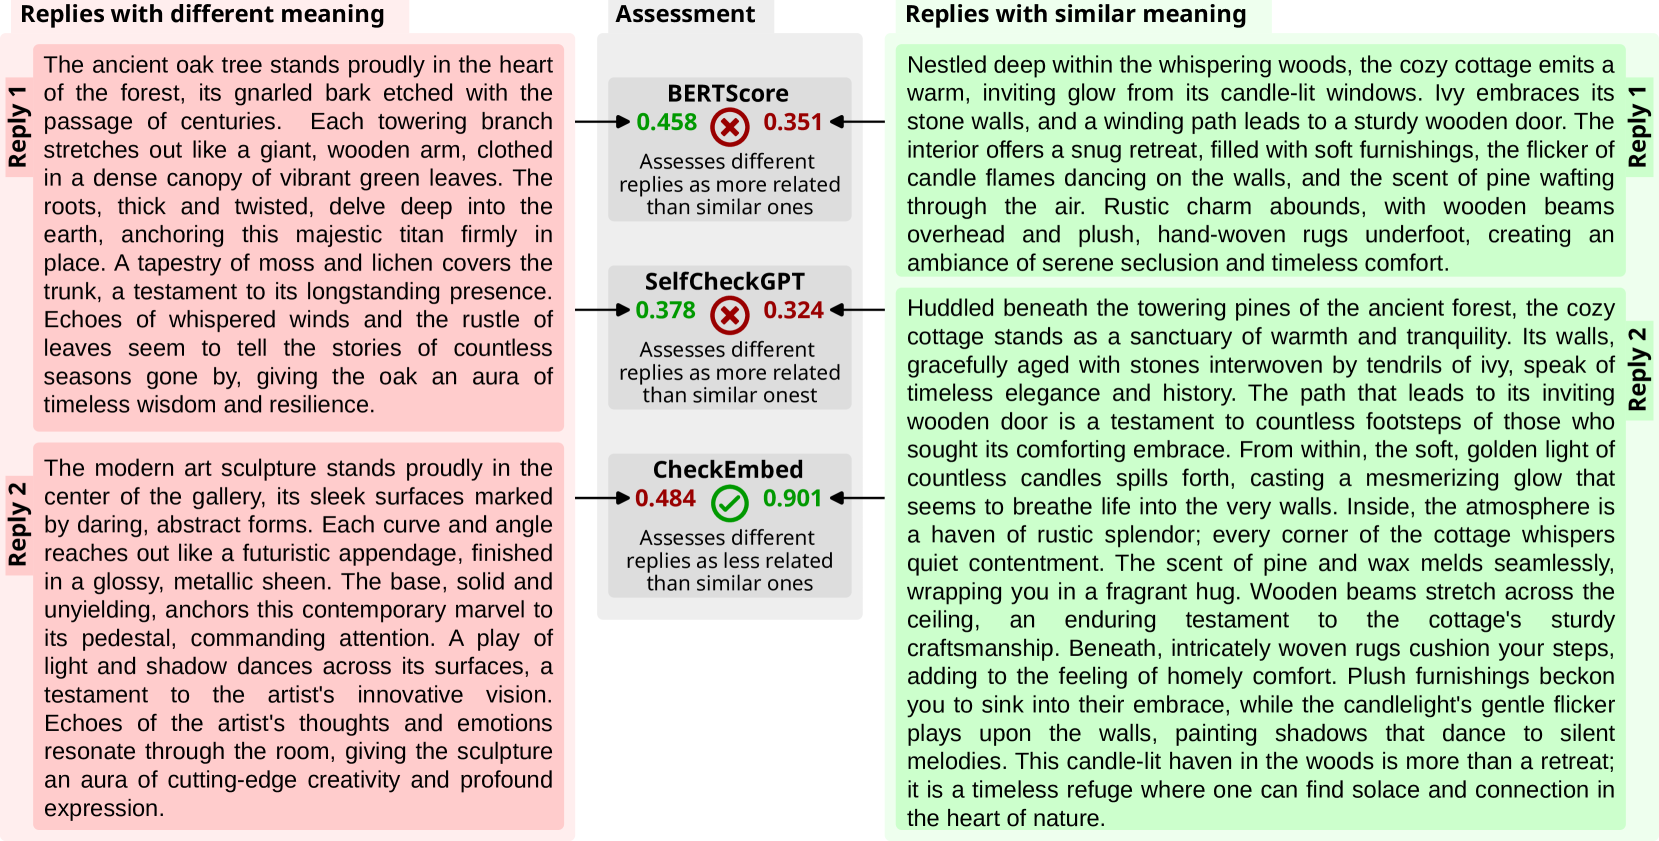 Replies with different meaning
Reply 1
The ancient oak tree stands proudly in the heart
of the forest, its gnarled bark etched with the
passage of centuries. Each towering branch
stretches out like a giant, wooden arm, clothed
in a dense canopy of vibrant green leaves. The
roots, thick and twisted, delve deep into the
earth, anchoring this majestic titan firmly in
place. A tapestry of moss and lichen covers the
trunk, a testament to its longstanding presence.
Echoes of whispered winds and the rustle of
leaves seem to tell the stories of countless
seasons gone by, giving the oak an aura of
timeless wisdom and resilience.
Reply 2
The modern art sculpture stands proudly in the
center of the gallery, its sleek surfaces marked
by daring, abstract forms. Each curve and angle
reaches out like a futuristic appendage, finished
in a glossy, metallic sheen. The base, solid and
unyielding, anchors this contemporary marvel to
its pedestal, commanding attention. A play of
light and shadow dances across its surfaces, a
testament to the artist's innovative vision.
Echoes of the artist's thoughts and emotions
resonate through the room, giving the sculpture
an aura of cutting-edge creativity and profound
expression.
Assessment
BERTScore
0.458 0.351
Assesses different
replies as more related
than similar ones
SelfCheckGPT
0.378 0.324
Assesses different
replies as more related
than similar onest
CheckEmbed
0.484 0.901
Assesses different
replies as less related
than similar ones
Replies with similar meaning
Reply 1
Nestled deep within the whispering woods, the cozy cottage emits a
warm, inviting glow from its candle-lit windows. Ivy embraces its
stone walls, and a winding path leads to a sturdy wooden door. The
interior offers a snug retreat, filled with soft furnishings, the flicker of
candle flames dancing on the walls, and the scent of pine wafting
through the air. Rustic charm abounds, with wooden beams
overhead and plush, hand-woven rugs underfoot, creating an
ambiance of serene seclusion and timeless comfort.
Reply 2
Huddled beneath the towering pines of the ancient forest, the cozy
cottage stands as a sanctuary of warmth and tranquility. Its walls,
gracefully aged with stones interwoven by tendrils of ivy, speak of
timeless elegance and history. The path that leads to its inviting
wooden door is a testament to countless footsteps of those who
sought its comforting embrace. From within, the soft, golden light of
countless candles spills forth, casting a mesmerizing glow that
seems to breathe life into the very walls. Inside, the atmosphere is
a haven of rustic splendor; every corner of the cottage whispers
quiet contentment. The scent of pine and wax melds seamlessly,
wrapping you in a fragrant hug. Wooden beams stretch across the
ceiling, an enduring testament to the cottage's sturdy
craftsmanship. Beneath, intricately woven rugs cushion your steps,
adding to the feeling of homely comfort. Plush furnishings beckon
you to sink into their embrace, while the candlelight's gentle flicker
plays upon the walls, painting shadows that dance to silent
melodies. This candle-lit haven in the woods is more than a retreat;
it is a timeless refuge where one can find solace and connection in
the heart of nature.